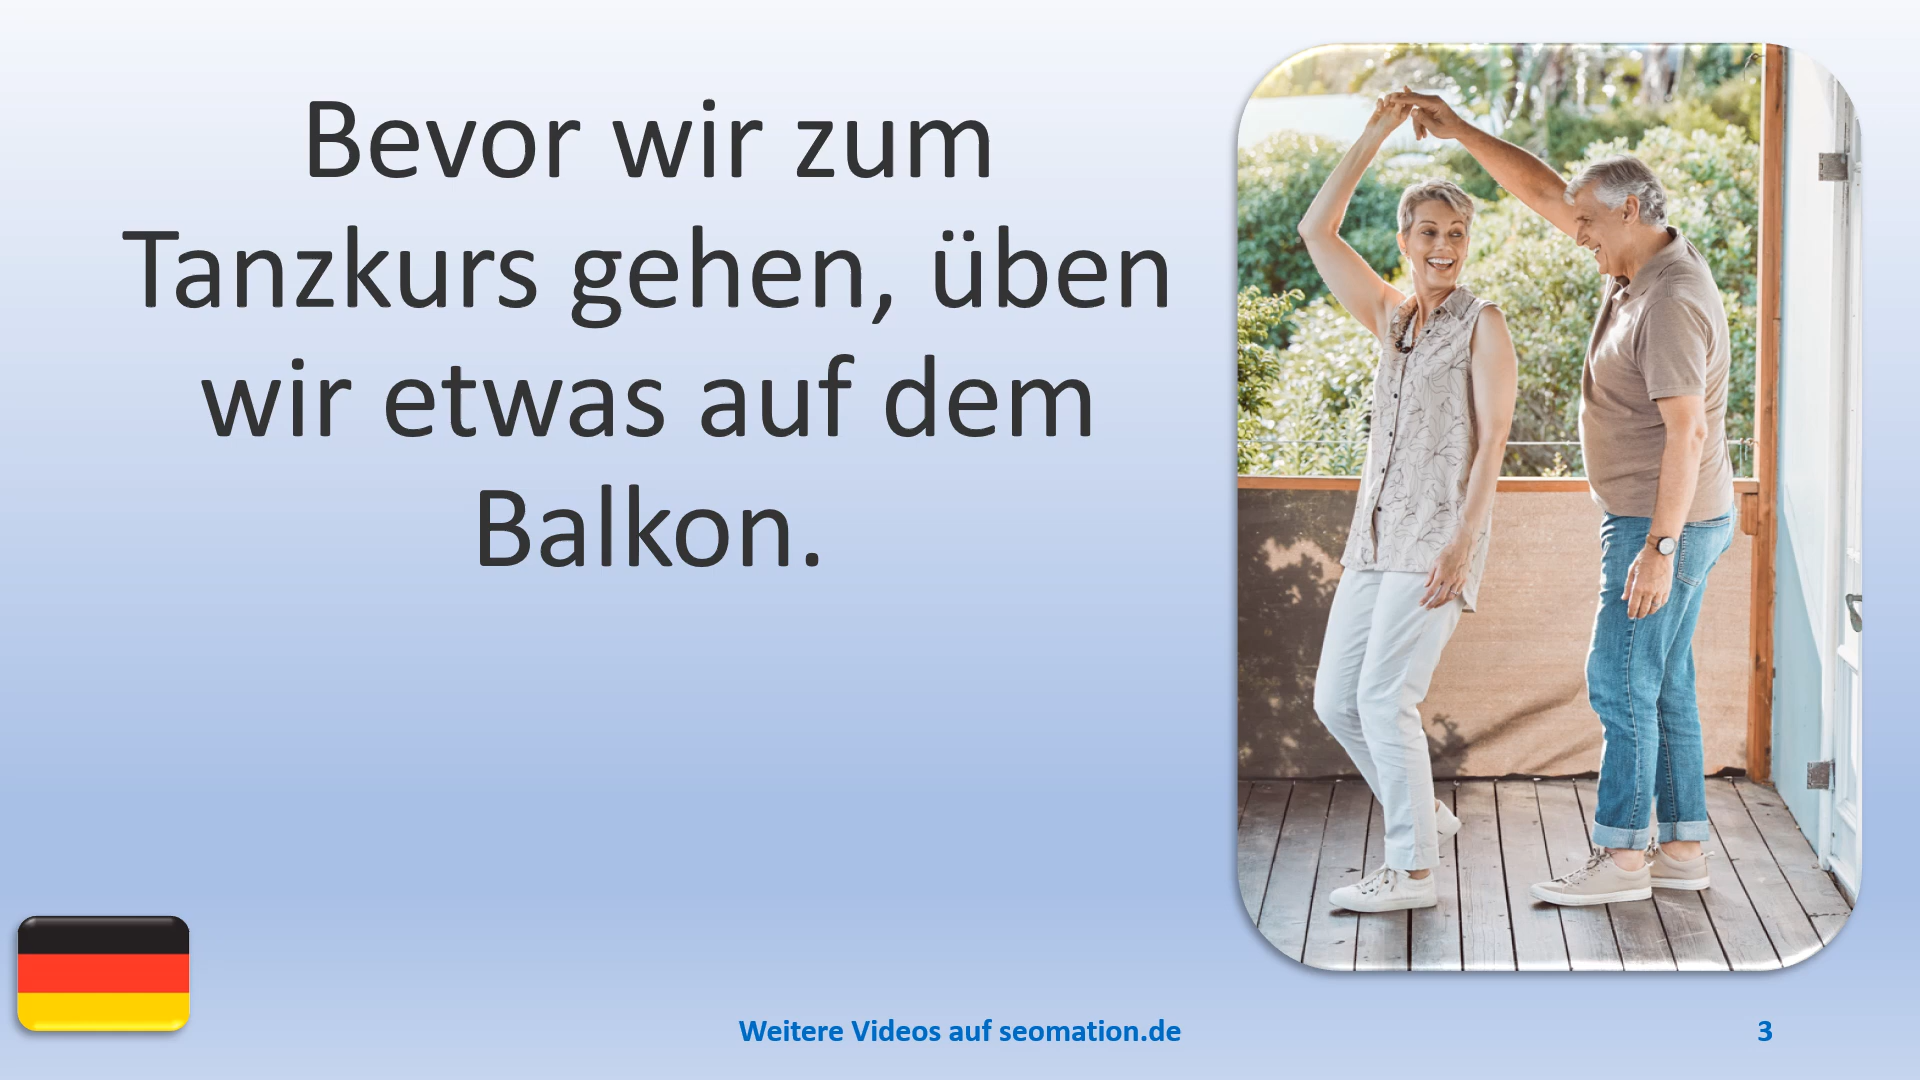 Bevor wir zum
Tanzkurs gehen, üben
wir etwas auf dem
Balkon.
Weitere Videos auf seomation.de
3